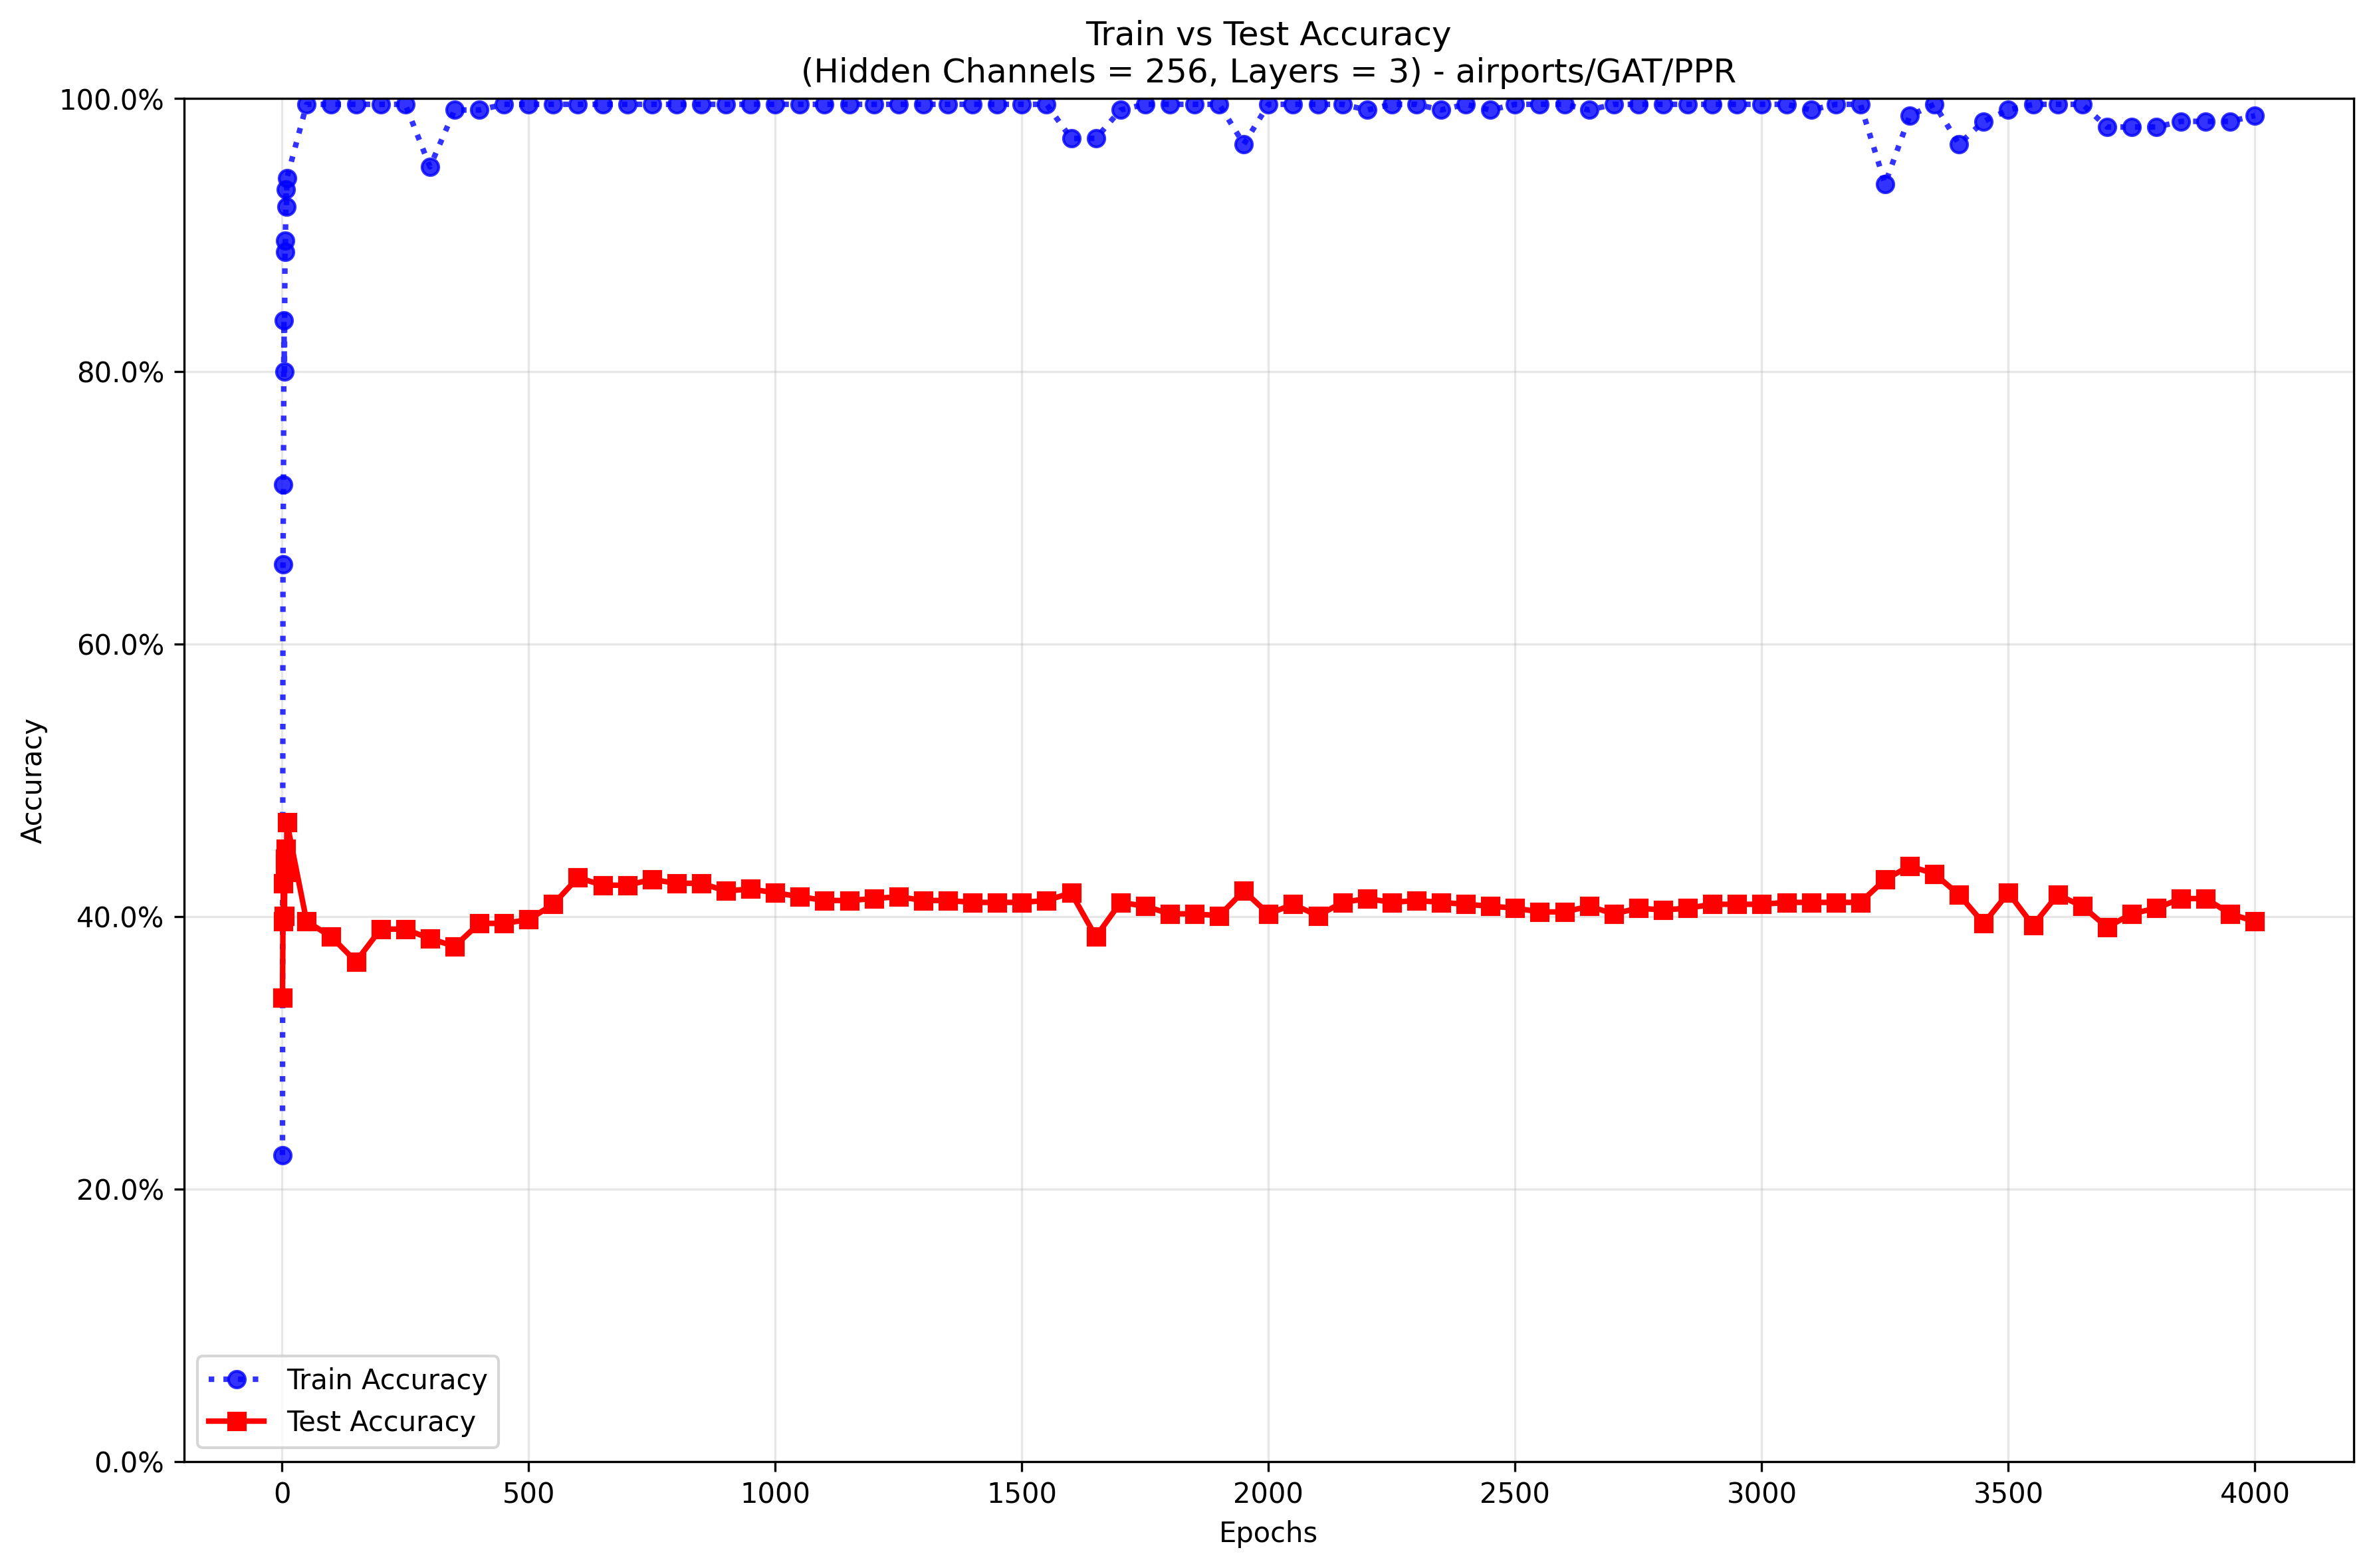 Train vs Test Accuracy
(Hidden Channels = 256, Layers = 3) - airports/GAT/PPR
100.0%
80.0%
60.0%
40.0%
20.0%
0.0%
Accuracy
Train Accuracy
Test Accuracy
0 500 1000 1500 2000 2500 3000 3500 4000
Epochs